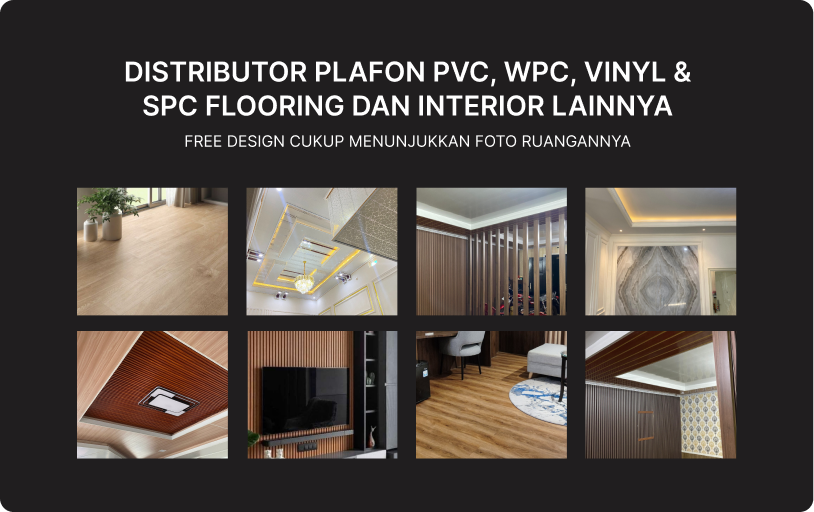 DISTRIBUTOR PLAFON PVC, WPC, VINYL &
SPC FLOORING DAN INTERIOR LAINNYA
FREE DESIGN CUKUP MENUNJUKKAN FOTO RUANGANNYA